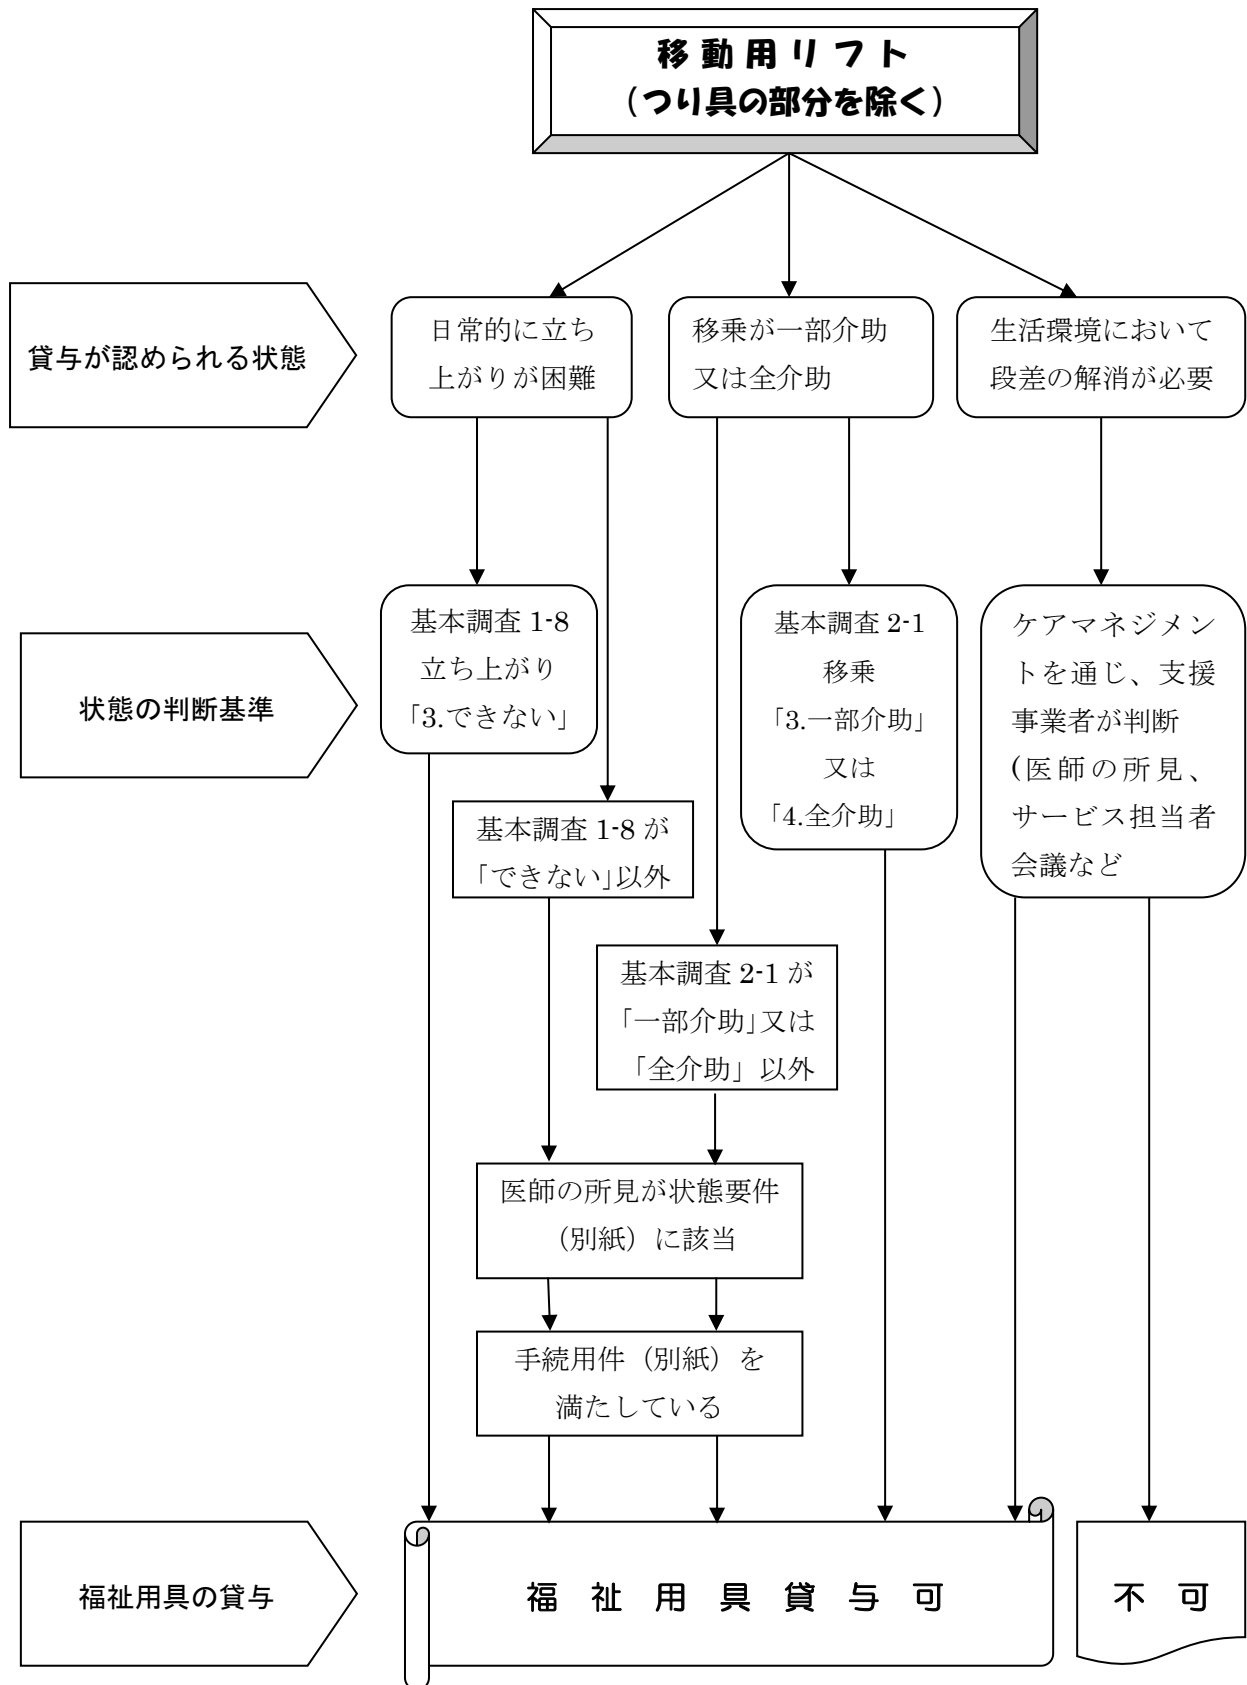 移動用リフト
（つり具の部分を除く）
貸与が認められる状態
日常的に立ち
上がりが困難
移乗が一部介助
又は全介助
生活環境において
段差の解消が必要
状態の判断基準
基本調査 1-8
立ち上がり
「3.できない」
基本調査 1-8 が
「できない」以外
基本調査 2-1 が
「一部介助」又は
「全介助」以外
基本調査 2-1
移乗
「3.一部介助」
又は
「4.全介助」
ケアマネジメン
トを通じ、支援
事業者が判断
(医師の所見、
サービス担当者
会議など
医師の所見が状態要件
（別紙）に該当
手続用件（別紙）を
満たしている
福祉用具の貸与
福祉用具貸与可
不可